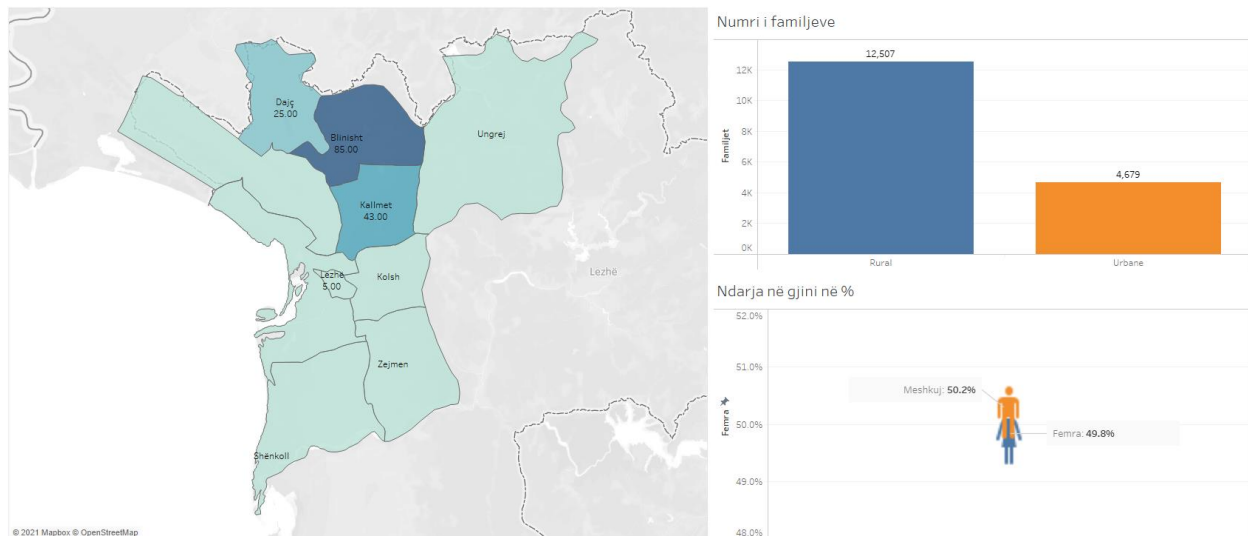 Dajç
25.00
Blinisht
85.00
Ungrej
Kallmet
43.00
Lezhë
5.00
Kolsh
Lezhë
Zejmen
Shënkoll
© 2021 Mapbox © OpenStreetMap
Numri i familjeve
12,507
12K
10K
8K
6K
4K
2K
0K
Familjet
4,679
Rural
Urbane
Ndarja në gjini në %
52.0%
51.0%
50.0%
49.0%
48.0%
Femra
Meshkuj: 50.2%
Femra: 49.8%